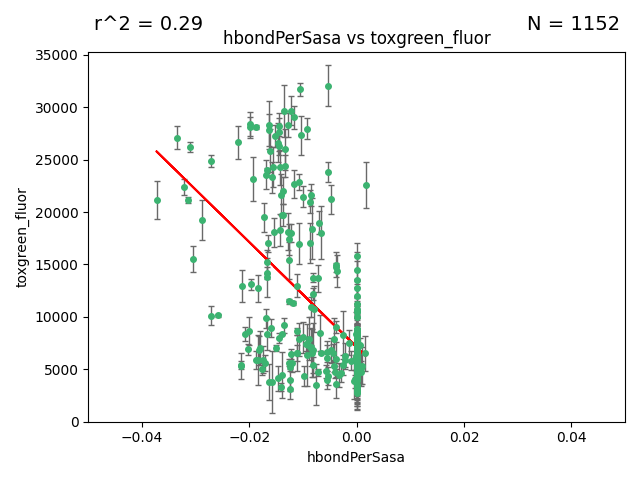 r^2 = 0.29
N = 1152
hbondPerSasa vs toxgreen_fluor
35000
30000
25000
20000
15000
10000
5000
0
toxgreen_fluor
−0.04
−0.02
0.00
0.02
0.04
hbondPerSasa